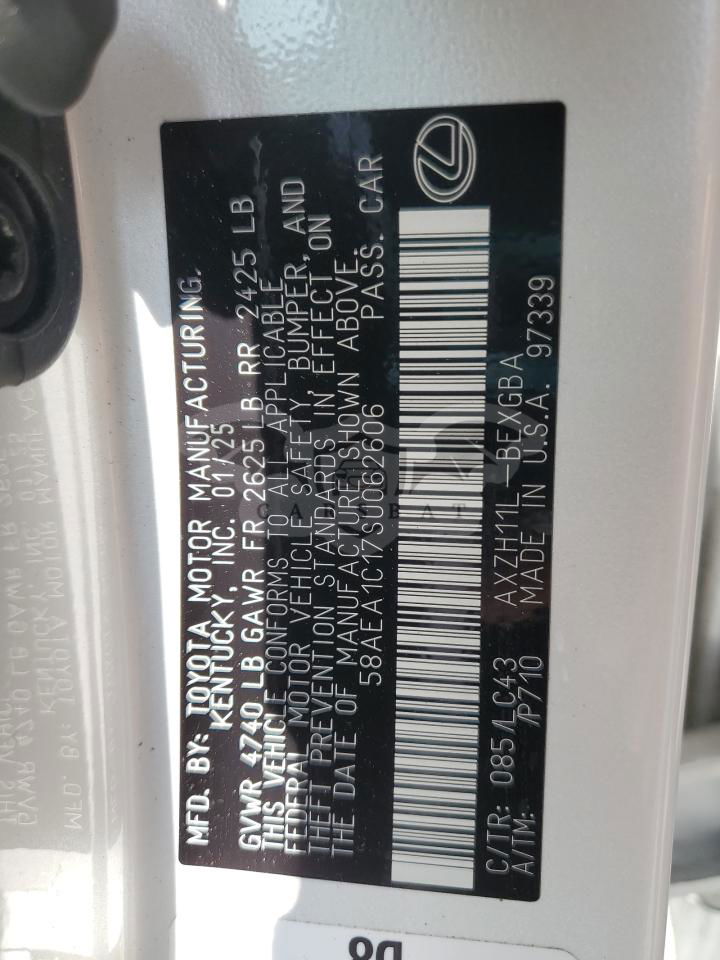 MFD. BY: TOYOTA MOTOR MANUFACTURING,
KENTUCKY, INC. 01/25
GVWR 4740 LB GAWR FR 2625 LB RR 2425 LB
THIS VEHICLE CONFORMS TO ALL APPLICABLE
FEDERAL MOTOR VEHICLE SAFETY, BUMPER, AND
THEFT PREVENTION STANDARDS IN EFFECT ON
THE DATE OF MANUFACTURE SHOWN ABOVE.
58AEA1C17SU062606 PASS. CAR
C/TR: 085/LC43 AXZH11L-BEXGBA
A/TM: /P710 MADE IN U.S.A. 97339